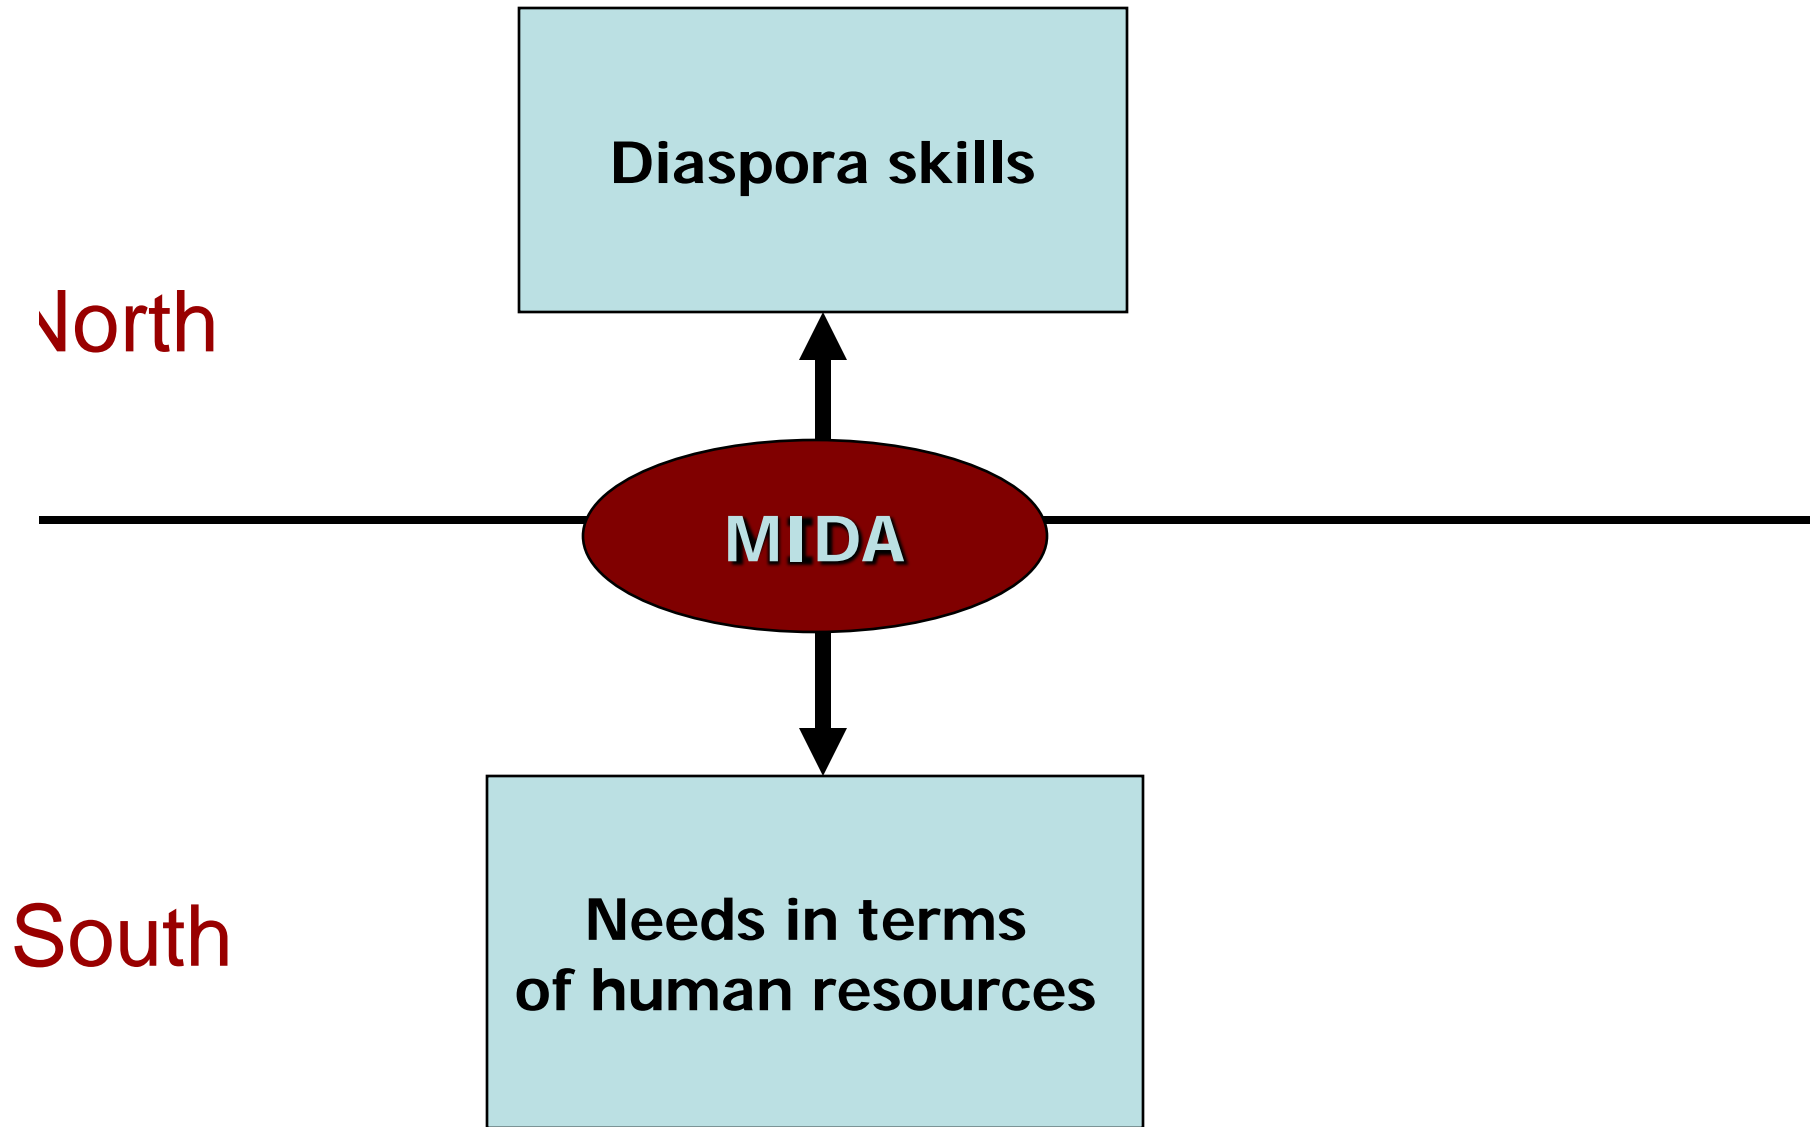 Diaspora skills
North
MIDA
South
Needs in terms
of human resources